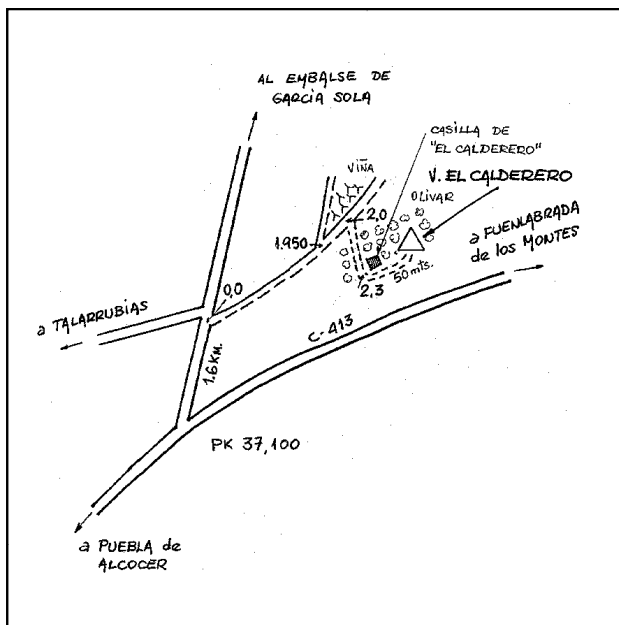 AL EMBALSE DE
GARCÍA SOLA
CASILLA DE
"EL CALDERERO"
VIÑA
V. EL CALDERERO
OLIVAR
2,0
1.950
a FUENLABRADA
de los MONTES
50 mts.
2,3
0,0
a TALARRUBIAS
C-413
1.6 KM.
PK 37,100
a PUEBLA de
ALCOCER